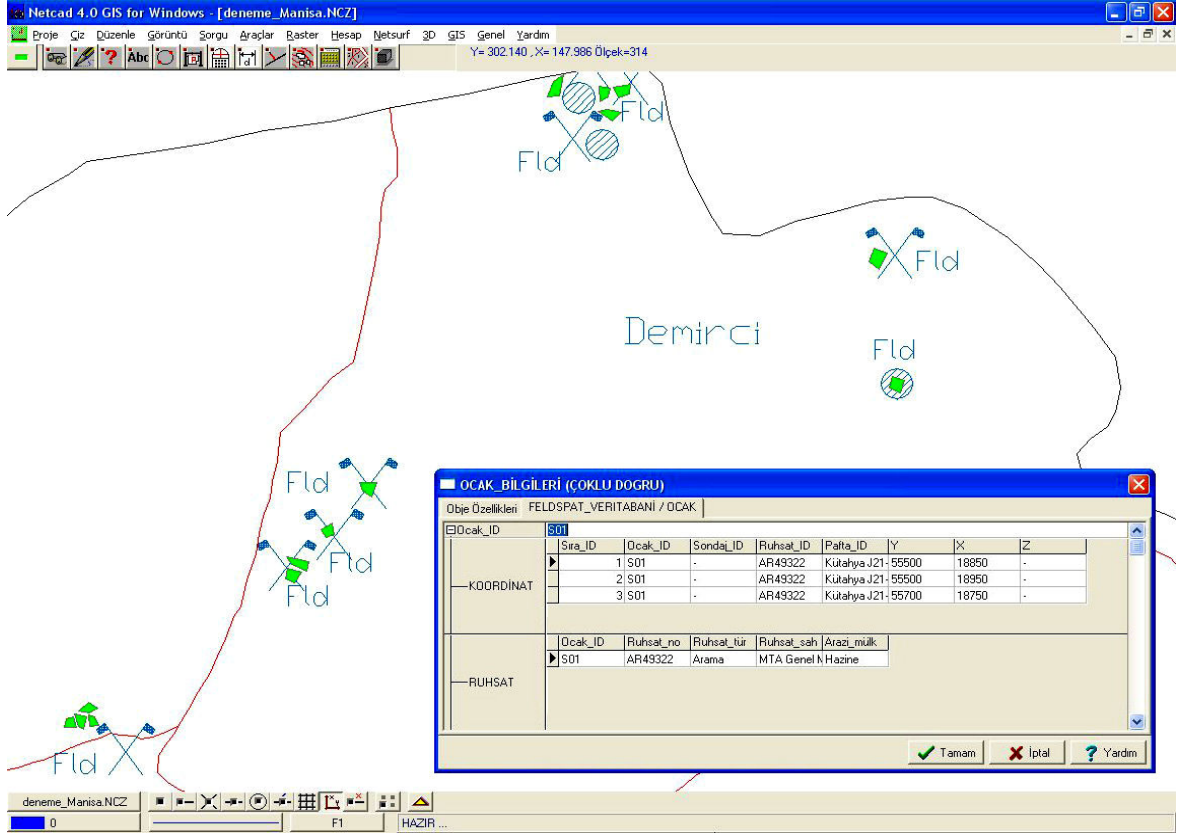 Netcad 4.0 GIS for Windows - [deneme_Manisa.NCZ]
Proje Çiz Düzenle Görüntü Sorgu Araçlar Raster Hesap Netsurf 3D GIS Genel Yardım
Abc
Y= 302.140 , X= 147.986 Ölçek=314
Fld
Fld
Fld
Demirci
Fld
Fld
Fld
Fld
Fld
OCAK_BİLGİLERİ (ÇOKLU DOGRU)
Obje Özellikleri FELDSPAT_VERITABANİ / OCAK
Ocak_ID S01
KOORDİNAT
Sıra_ID Ocak_ID Sondaj_ID Ruhsat_ID Pafta_ID Y X Z
1 S01 - AR49322 Kütahya J21- 55500 18850 -
2 S01 - AR49322 Kütahya J21- 55500 18950 -
3 S01 - AR49322 Kütahya J21- 55700 18750 -
RUHSAT
Ocak_ID Ruhsat_no Ruhsat_tür Ruhsat_sah Arazi_mülk
S01 AR49322 Arama MTA Genel M Hazine
Tamam İptal Yardım
deneme_Manisa.NCZ
0 F1 HAZIR ...